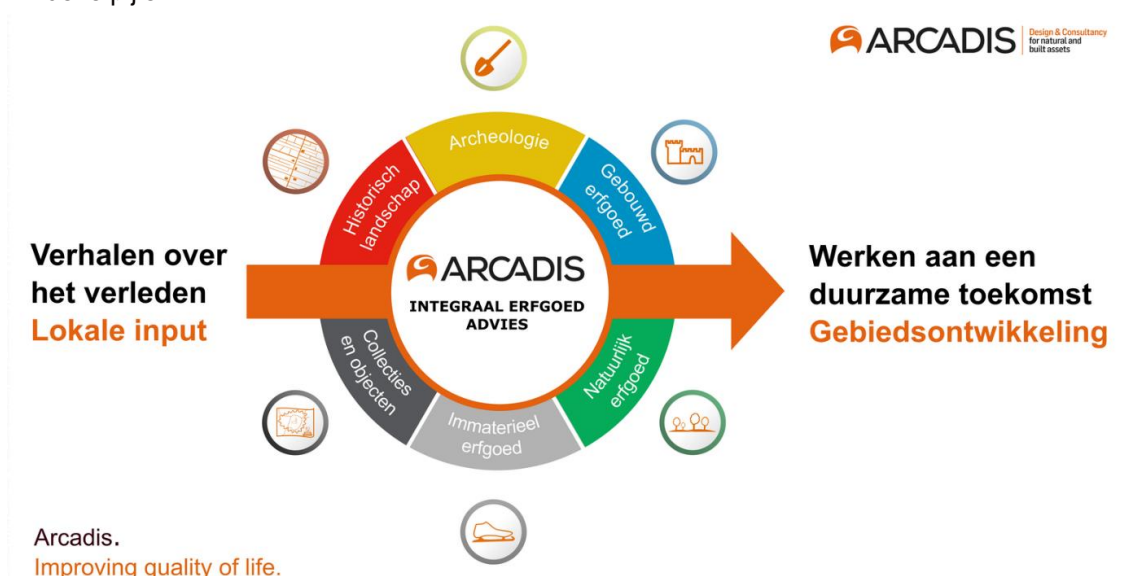 ARCADIS
Design & Consultancy
for natural and
built assets
Archeologie
Historisch
landschap
Gebouwd
erfgoed
Verhalen over
het verleden
Lokale input
ARCADIS
INTEGRAAL ERFGOED
ADVIES
Werken aan een
duurzame toekomst
Gebiedsontwikkeling
Collecties
en objecten
Immaterieel
erfgoed
Natuurlijk
erfgoed
Arcadis.
Improving quality of life.